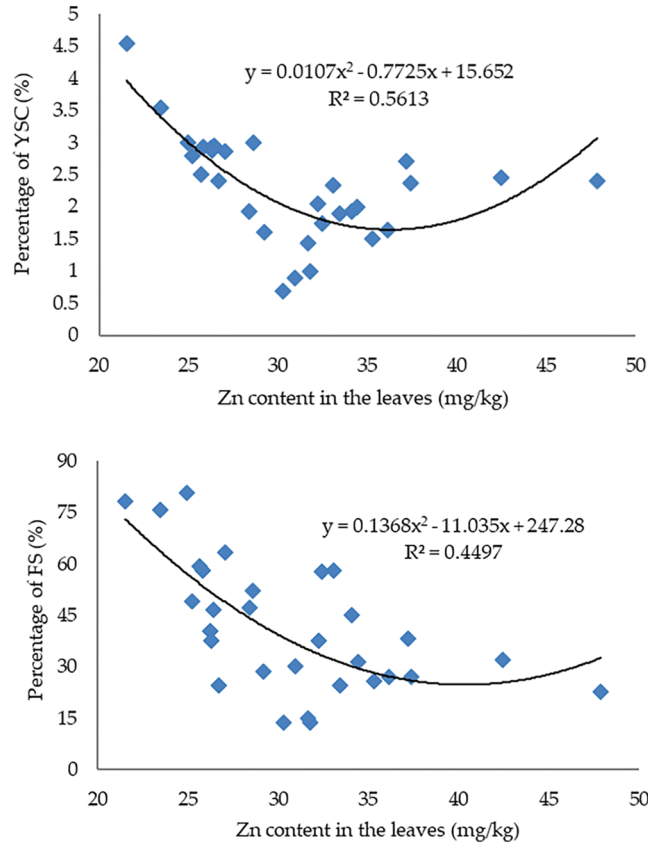 5
4.5
4
3.5
3
2.5
2
1.5
1
0.5
0
Percentage of YSC (%)
y = 0.0107x² - 0.7725x + 15.652
R² = 0.5613
20 25 30 35 40 45 50
Zn content in the leaves (mg/kg)
90
75
60
45
30
15
0
Percentage of FS (%)
y = 0.1368x² - 11.035x + 247.28
R² = 0.4497
20 25 30 35 40 45 50
Zn content in the leaves (mg/kg)